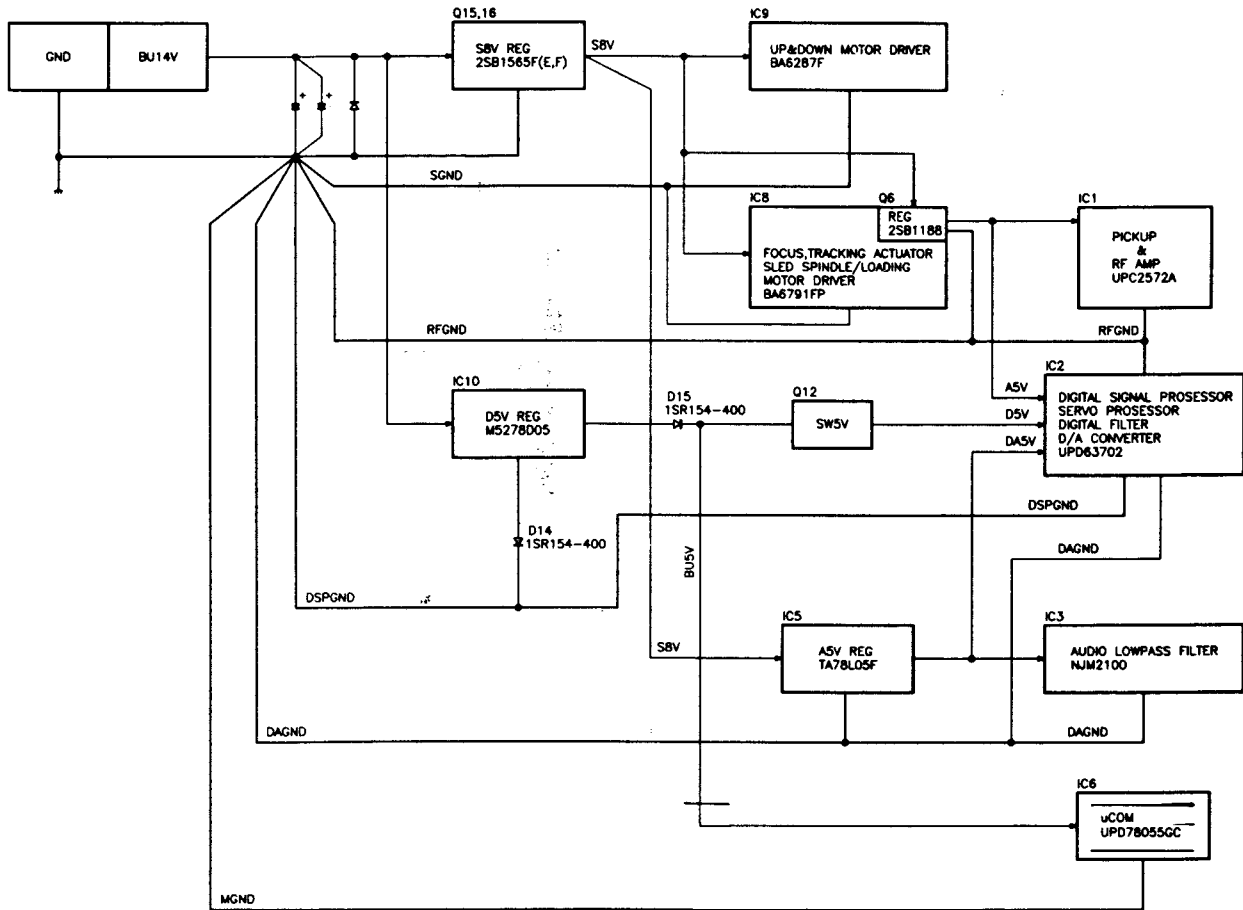 Q15,16
IC9
GND
BU14V
S8V REG
2SB1565F(E,F)
S8V
UP&DOWN MOTOR DRIVER
BA6287F
+
+
SGND
IC8
Q6
REG
2SB1188
FOCUS,TRACKING ACTUATOR
SLED SPINDLE/LOADING
MOTOR DRIVER
BA6791FP
IC1
PICKUP
&
RF AMP
UPC2572A
RFGND
RFGND
IC2
A5V
D5V
DA5V
DIGITAL SIGNAL PROSESSOR
SERVO PROSESSOR
DIGITAL FILTER
D/A CONVERTER
UPD63702
IC10
D5V REG
M5278D05
D15
1SR154-400
Q12
SW5V
D14
1SR154-400
DSPGND
DAGND
BU5V
DSPGND
IC5
S8V
A5V REG
TA78L05F
IC3
AUDIO LOWPASS FILTER
NJM2100
DAGND
DAGND
IC6
uCOM
UPD78055GC
MGND